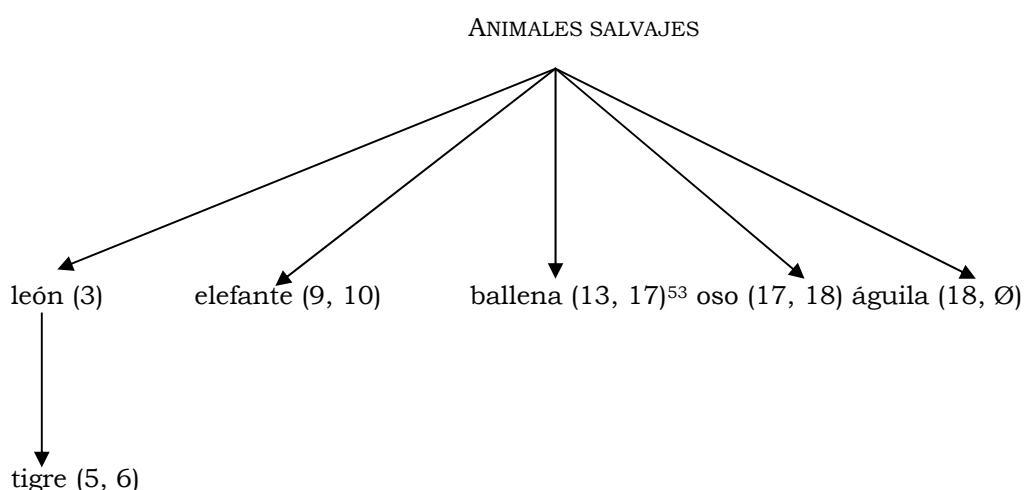 ANIMALES SALVAJES
león (3) elefante (9, 10) ballena (13, 17)53 oso (17, 18) águila (18, Ø)
tigre (5, 6)